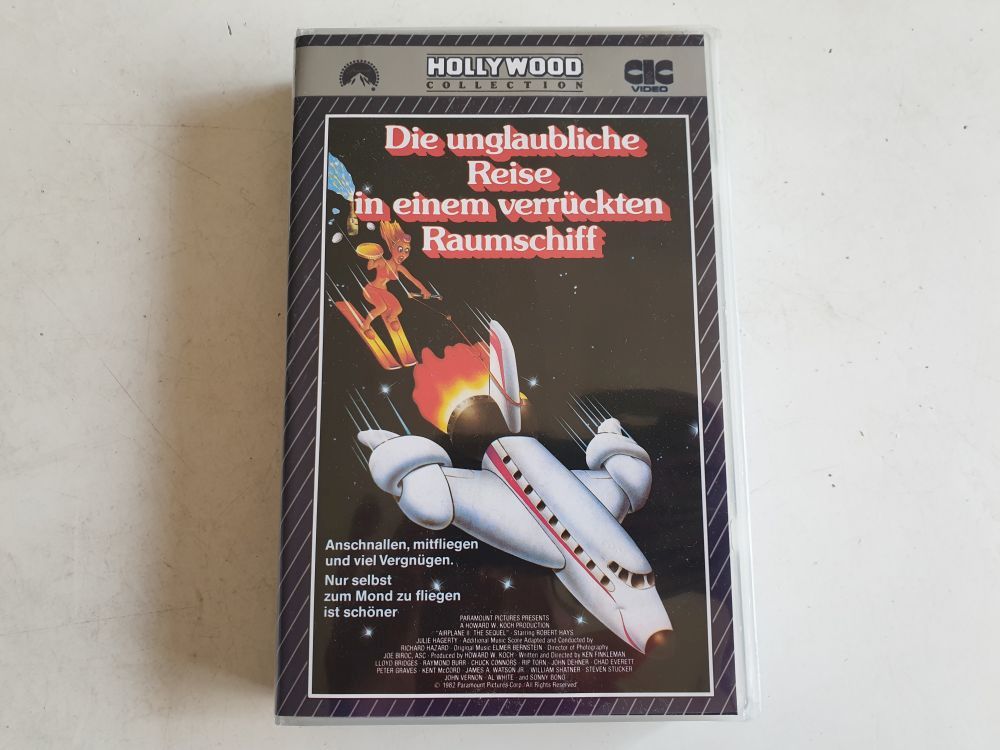 HOLLYWOOD
COLLECTION
CIC
VIDEO
Die unglaubliche
Reise
in einem verrückten
Raumschiff
Anschnallen, mitfliegen
und viel Vergnügen.
Nur selbst
zum Mond zu fliegen
ist schöner
PARAMOUNT PICTURES PRESENTS
A HOWARD W. KOCH PRODUCTION
"AIRPLANE II: THE SEQUEL" · Starring ROBERT HAYS
JULIE HAGERTY · Additional Music Score Adapted and Conducted by
RICHARD HAZARD · Original Music ELMER BERNSTEIN · Director of Photography
JOE BIROC, ASC · Produced by HOWARD W. KOCH · Written and Directed by KEN FINKLEMAN
LLOYD BRIDGES · RAYMOND BURR · CHUCK CONNORS · RIP TORN · JOHN DEHNER · CHAD EVERETT
PETER GRAVES · KENT McCORD · JAMES A. WATSON JR. · WILLIAM SHATNER · STEVEN STUCKER
JOHN VERNON · AL WHITE · and SONNY BONO
© 1982 Paramount Pictures Corp./All Rights Reserved